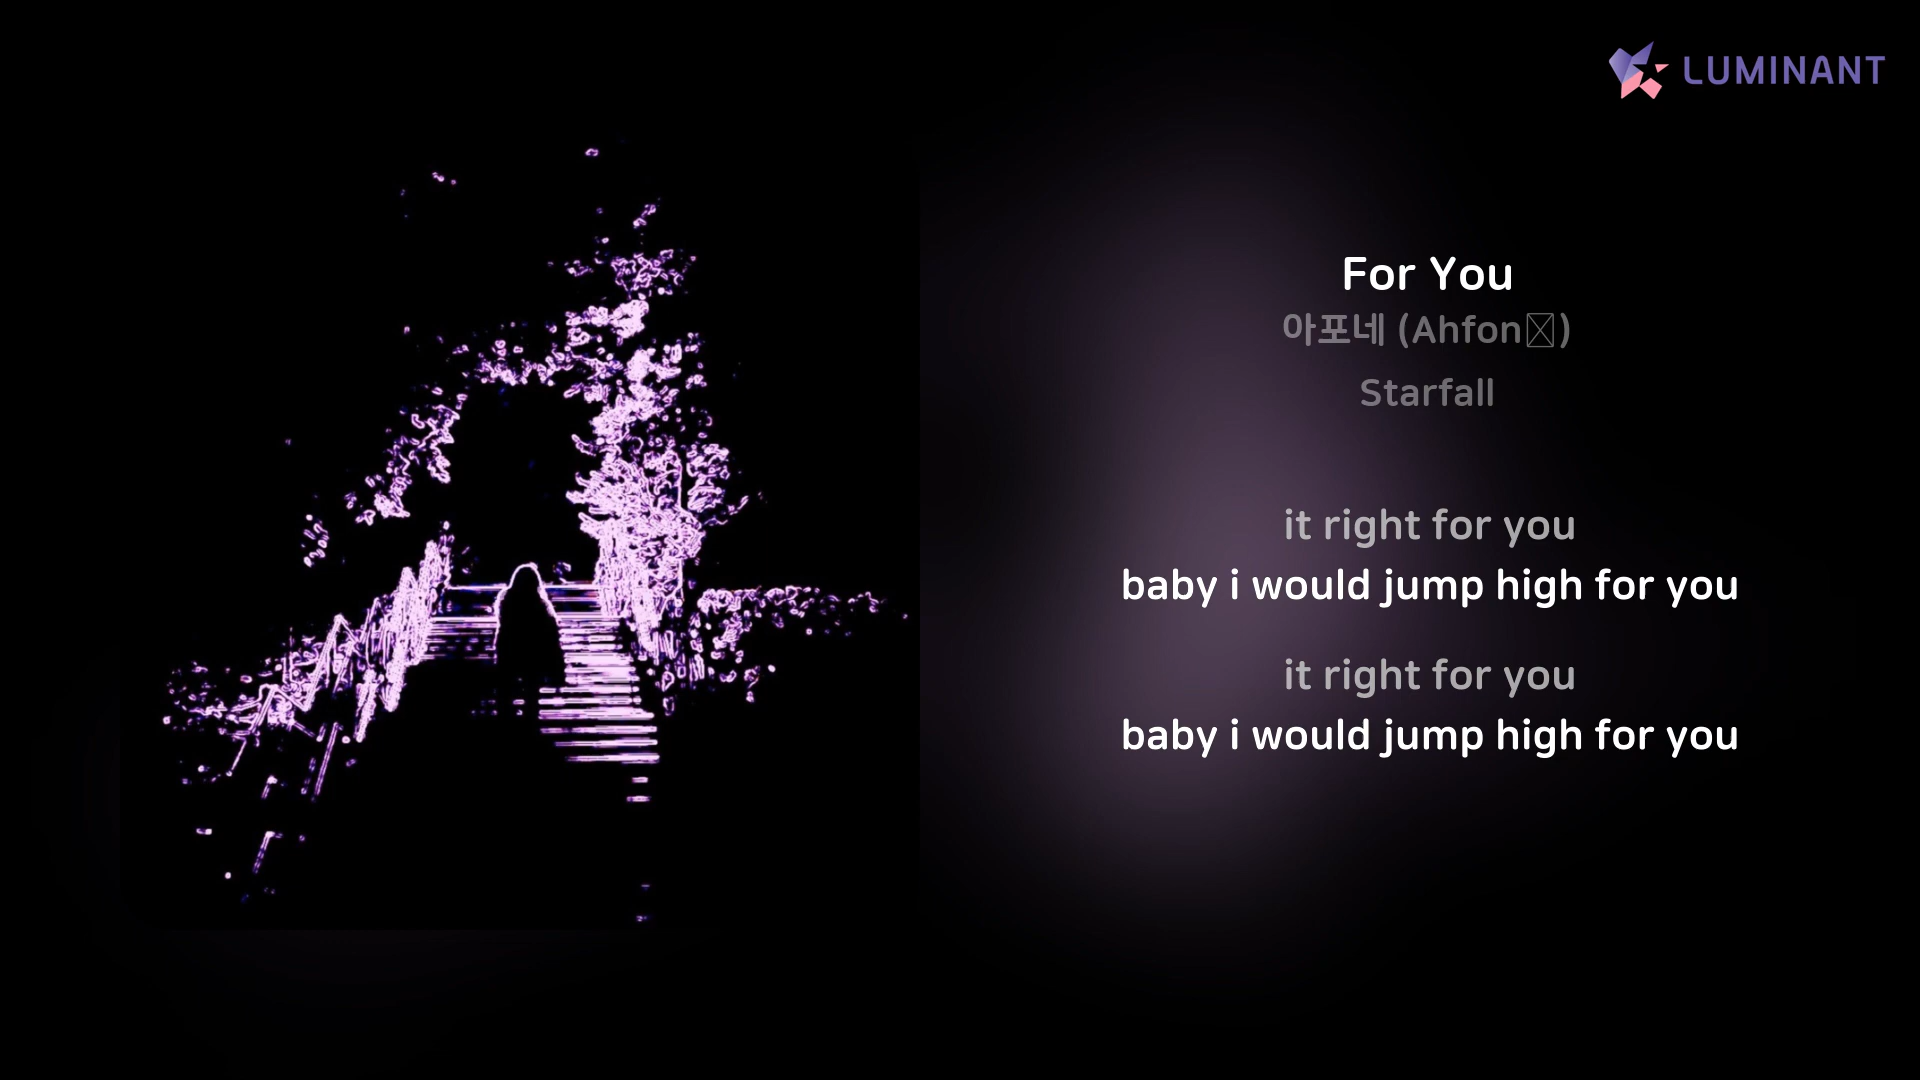 LUMINANT
For You
아포네 (Ahfon)
Starfall
it right for you
baby i would jump high for you
it right for you
baby i would jump high for you